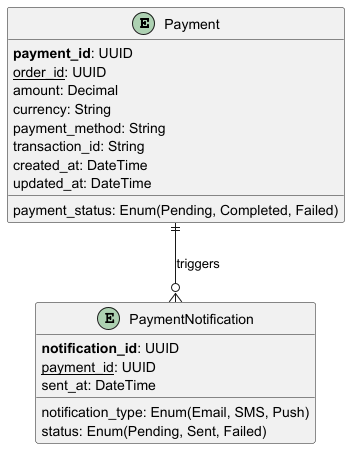 E Payment
payment_id: UUID
order_id: UUID
amount: Decimal
currency: String
payment_method: String
transaction_id: String
created_at: DateTime
updated_at: DateTime
payment_status: Enum(Pending, Completed, Failed)
triggers
E PaymentNotification
notification_id: UUID
payment_id: UUID
sent_at: DateTime
notification_type: Enum(Email, SMS, Push)
status: Enum(Pending, Sent, Failed)